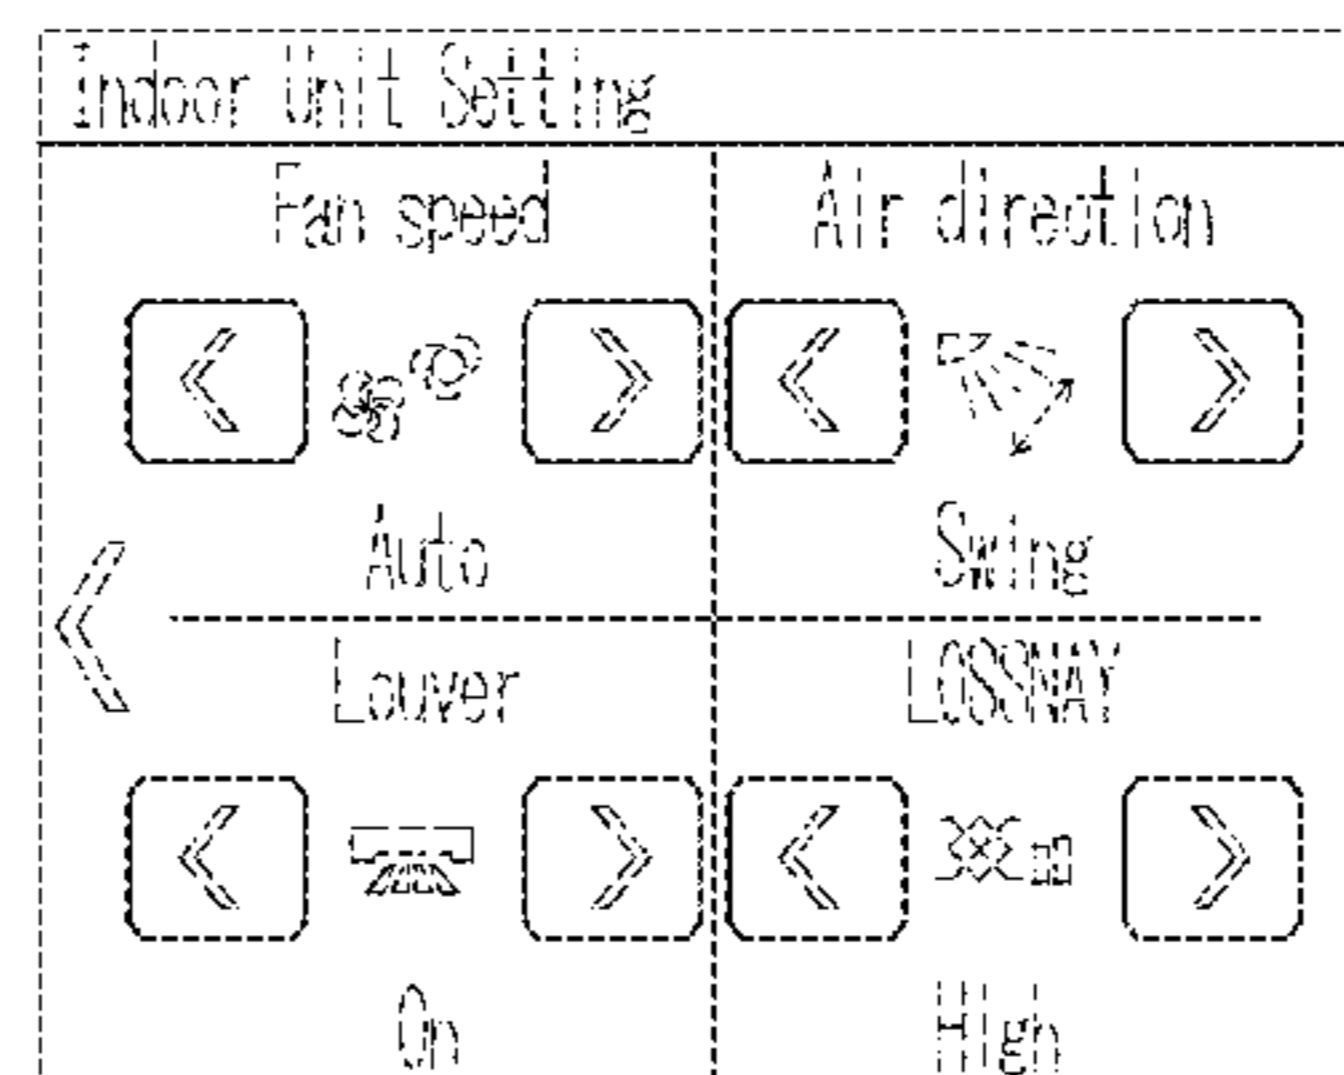 Indoor Unit Setting
Fan speed
Air direction
Auto
Swing
Louver
LOSSNAY
On
High